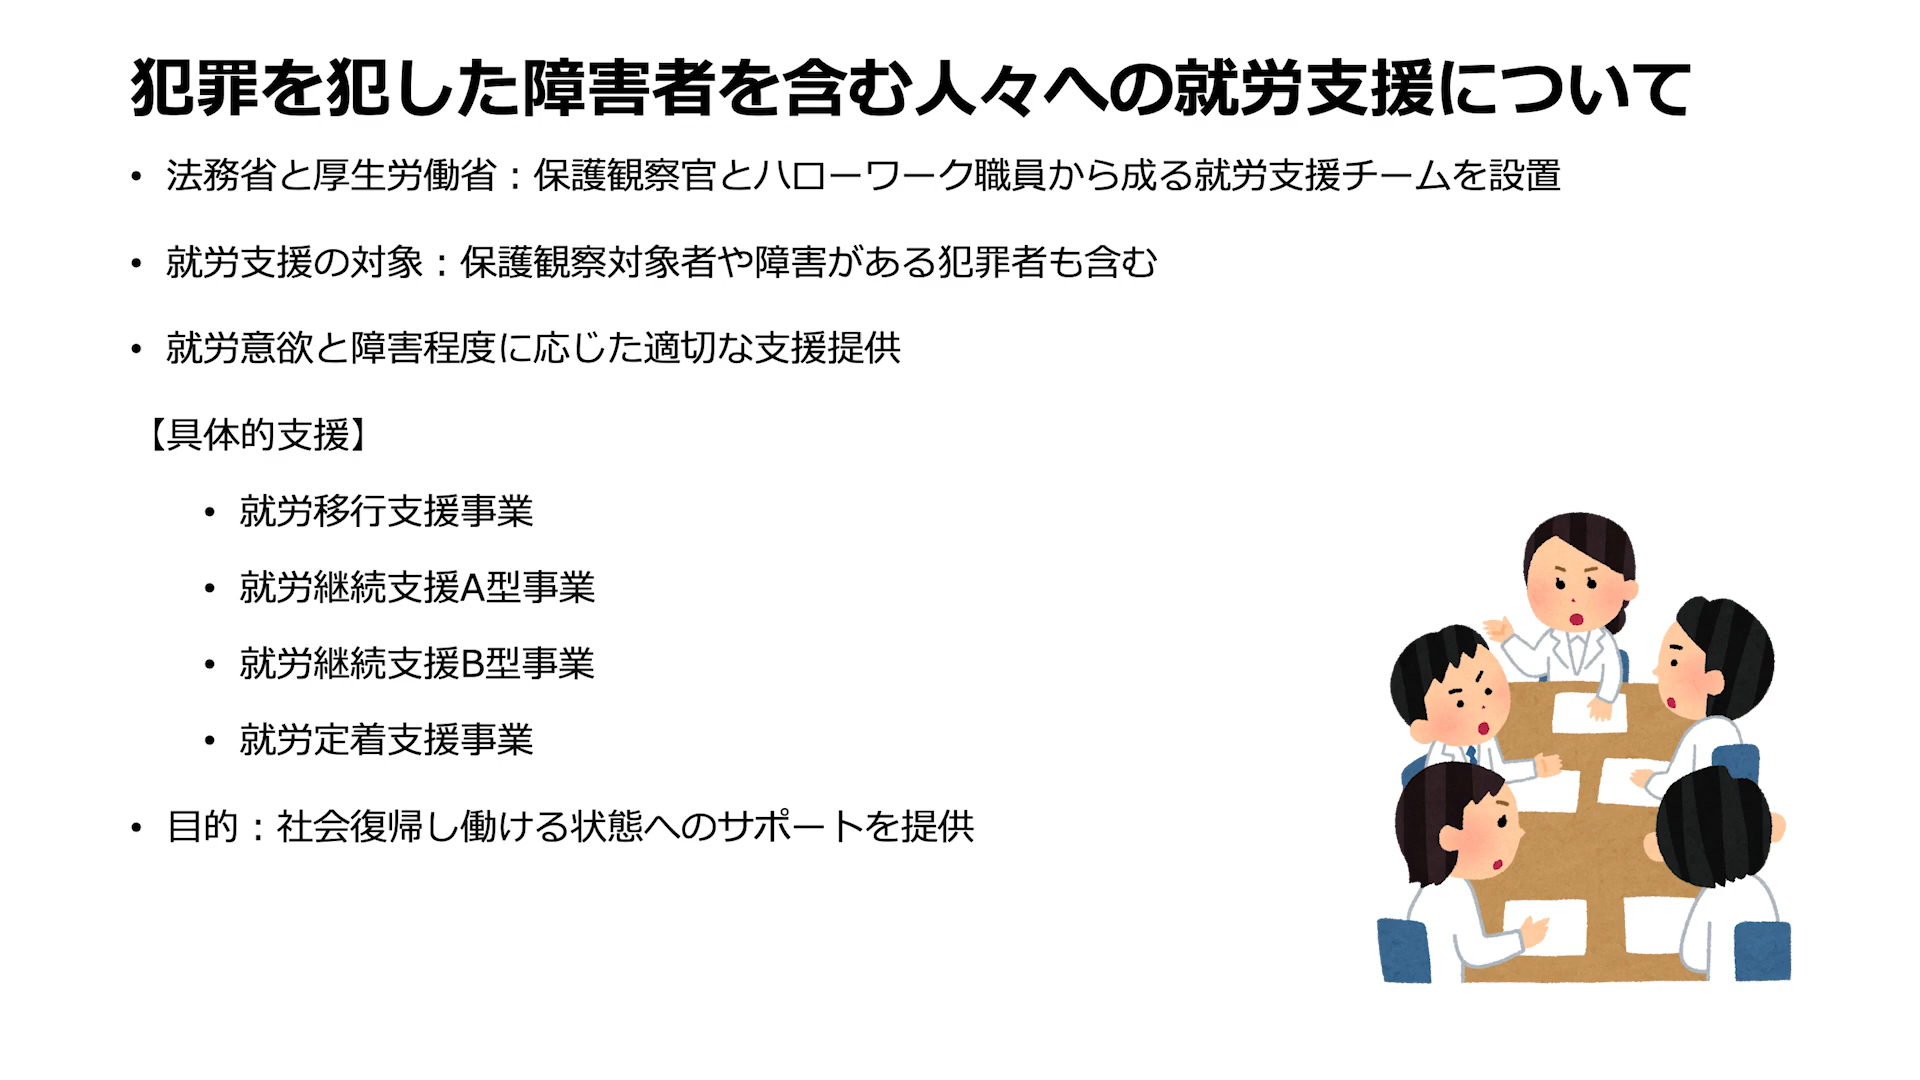 犯罪を犯した障害者を含む人々への就労支援について
• 法務省と厚生労働省：保護観察官とハローワーク職員から成る就労支援チームを設置
• 就労支援の対象：保護観察対象者や障害がある犯罪者も含む
• 就労意欲と障害程度に応じた適切な支援提供
【具体的支援】
• 就労移行支援事業
• 就労継続支援A型事業
• 就労継続支援B型事業
• 就労定着支援事業
• 目的：社会復帰し働ける状態へのサポートを提供